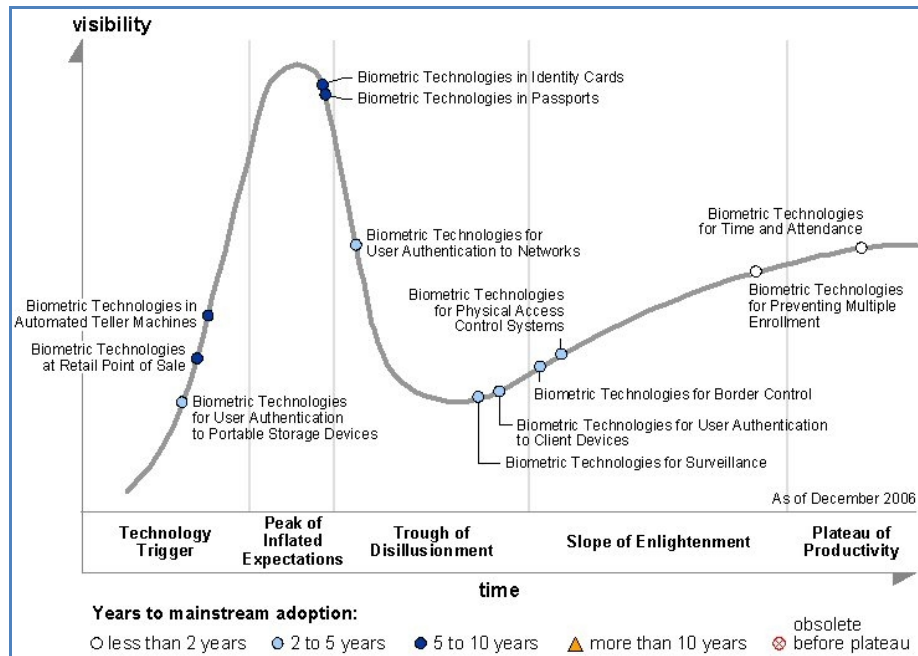 visibility
Biometric Technologies in Identity Cards
Biometric Technologies in Passports
Biometric Technologies for
User Authentication to Networks
Biometric Technologies
for Time and Attendance
Biometric Technologies
for Preventing Multiple
Enrollment
Biometric Technologies
for Physical Access
Control Systems
Biometric Technologies in
Automated Teller Machines
Biometric Technologies
at Retail Point of Sale
Biometric Technologies
for User Authentication
to Portable Storage Devices
Biometric Technologies for Border Control
Biometric Technologies for User Authentication
to Client Devices
Biometric Technologies for Surveillance
As of December 2006
Technology
Trigger
Peak of
Inflated
Expectations
Trough of
Disillusionment
Slope of Enlightenment
Plateau of
Productivity
time
Years to mainstream adoption:
less than 2 years
2 to 5 years
5 to 10 years
more than 10 years
obsolete
before plateau